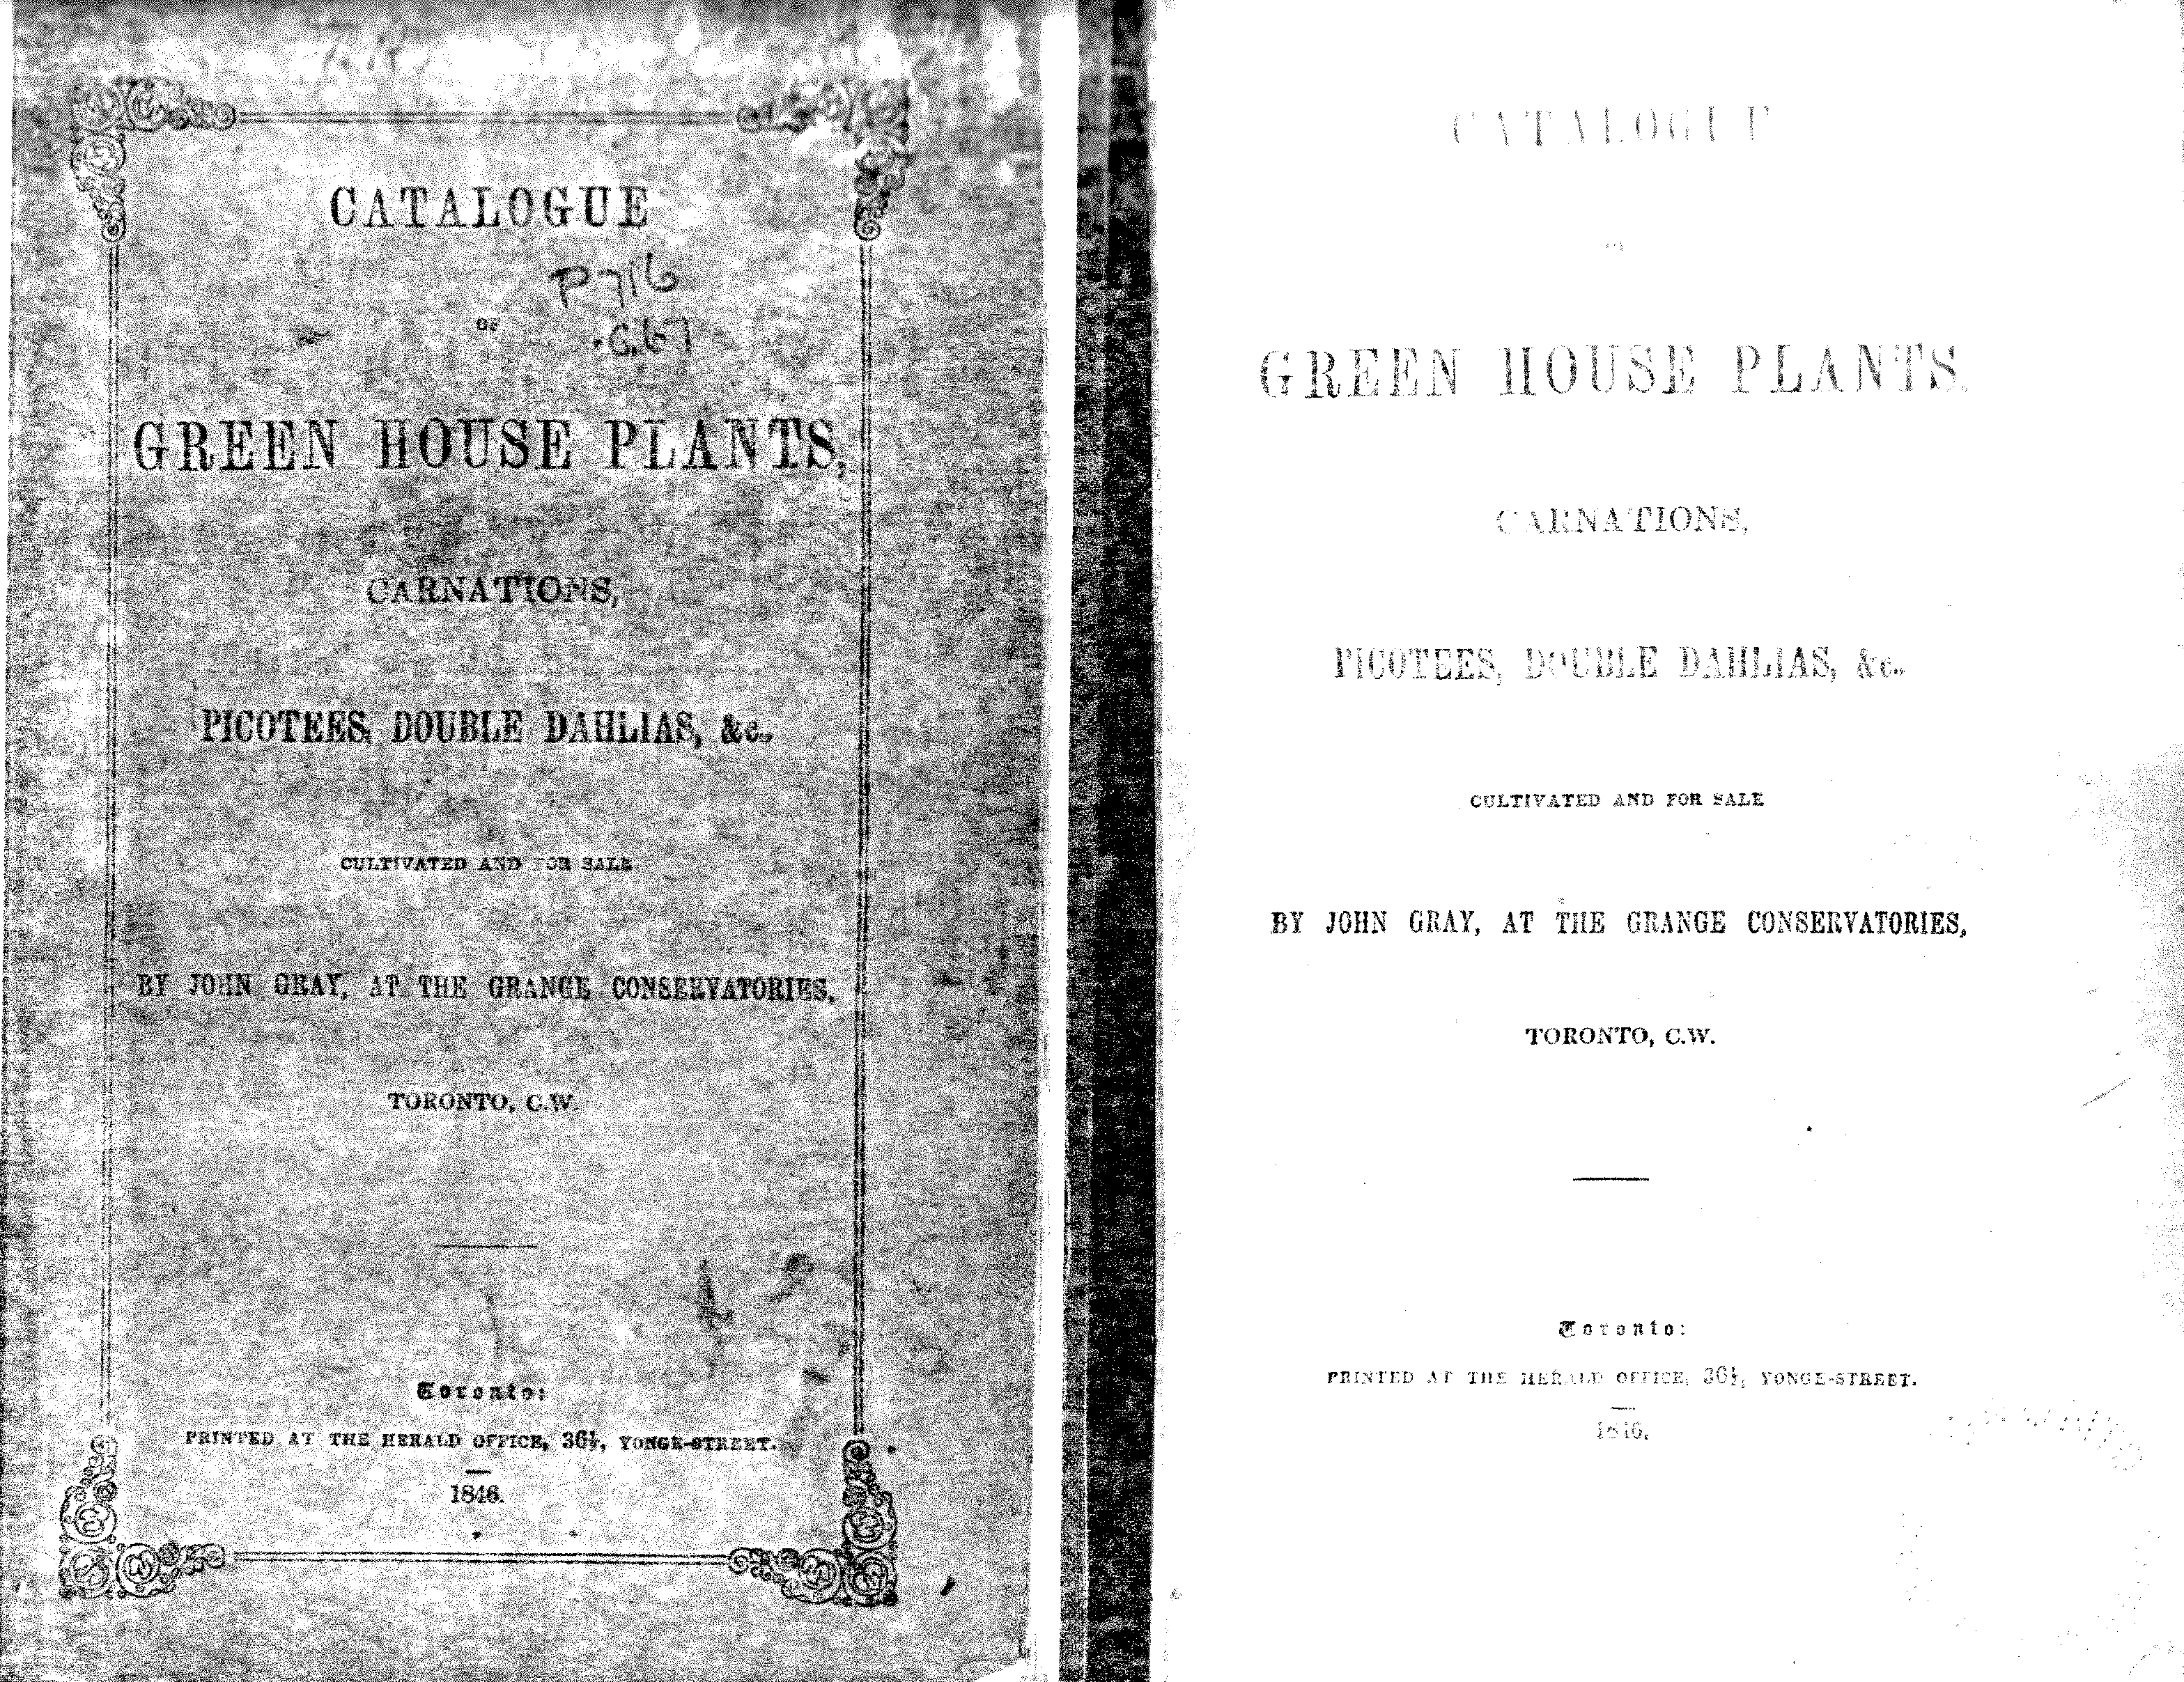 CATALOGUE
P716
OF
.G67
GREEN HOUSE PLANTS,
CARNATIONS,
PICOTEES, DOUBLE DAHLIAS, &c.,
CULTIVATED AND FOR SALE
BY JOHN GRAY, AT THE GRANGE CONSERVATORIES,
TORONTO, C.W.
Toronto:
PRINTED AT THE HERALD OFFICE, 36½, YONGE-STREET.
1846.
CATALOGUE
OF
GREEN HOUSE PLANTS,
CARNATIONS,
PICOTEES, DOUBLE DAHLIAS, &c.,
CULTIVATED AND FOR SALE
BY JOHN GRAY, AT THE GRANGE CONSERVATORIES,
TORONTO, C.W.
Toronto:
PRINTED AT THE HERALD OFFICE, 36½, YONGE-STREET.
1846.